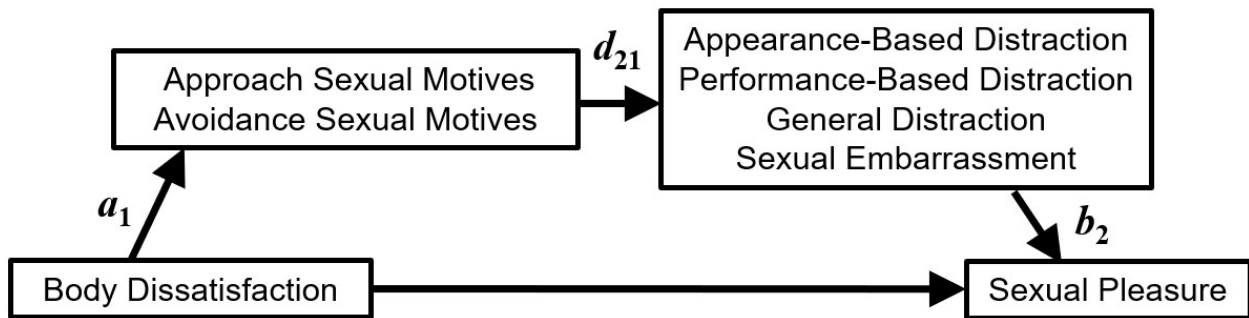 Approach Sexual Motives
Avoidance Sexual Motives
d21
Appearance-Based Distraction
Performance-Based Distraction
General Distraction
Sexual Embarrassment
a1
b2
Body Dissatisfaction
Sexual Pleasure